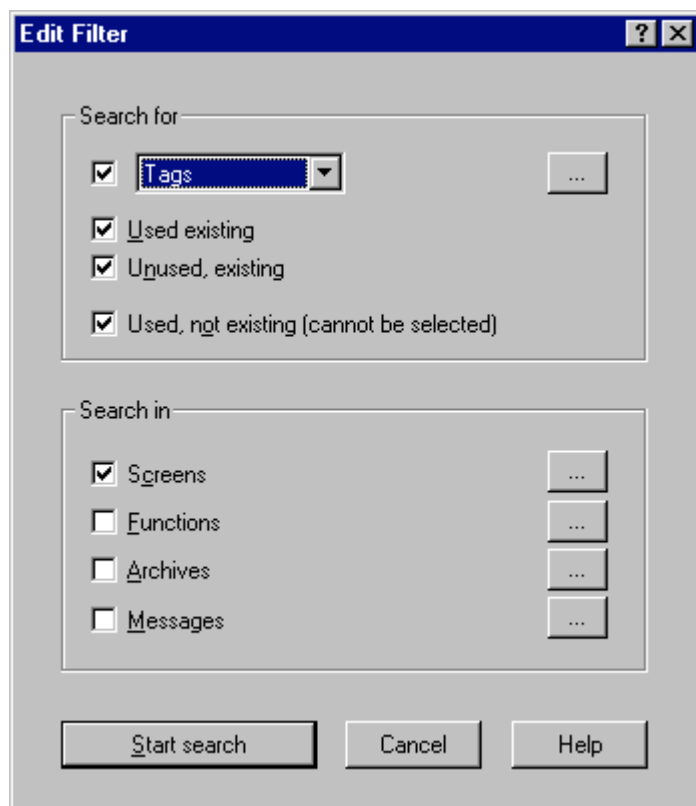 Edit Filter
Search for
Tags
...
Used existing
Unused, existing
Used, not existing (cannot be selected)
Search in
Screens
...
Functions
...
Archives
...
Messages
...
Start search Cancel Help